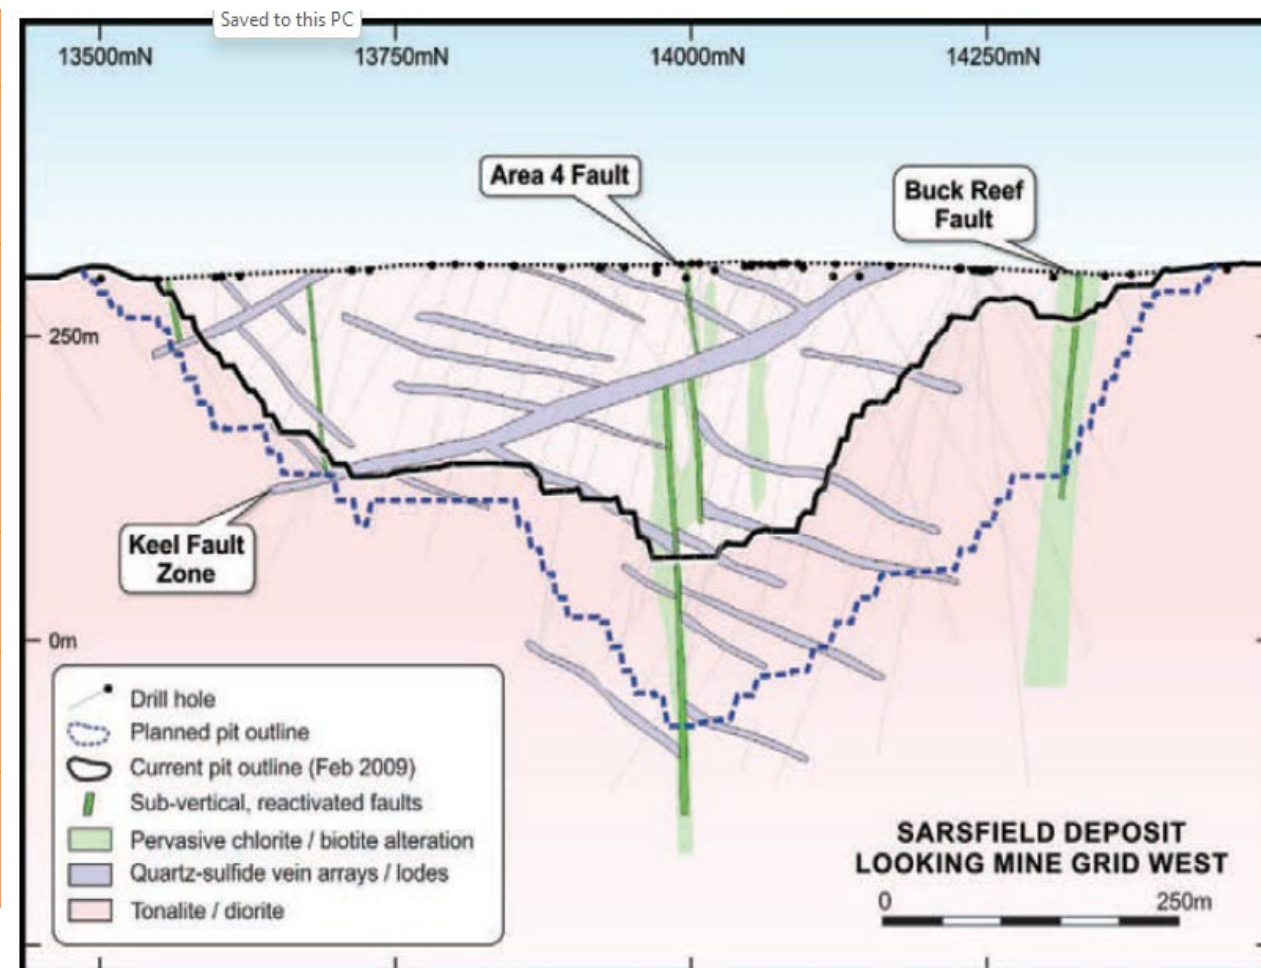 Saved to this PC
13500mN 13750mN 14000mN 14250mN
Area 4 Fault
Buck Reef
Fault
250m
Keel Fault
Zone
0m
Drill hole
Planned pit outline
Current pit outline (Feb 2009)
Sub-vertical, reactivated faults
Pervasive chlorite / biotite alteration
Quartz-sulfide vein arrays / lodes
Tonalite / diorite
SARSFIELD DEPOSIT
LOOKING MINE GRID WEST
0 250m